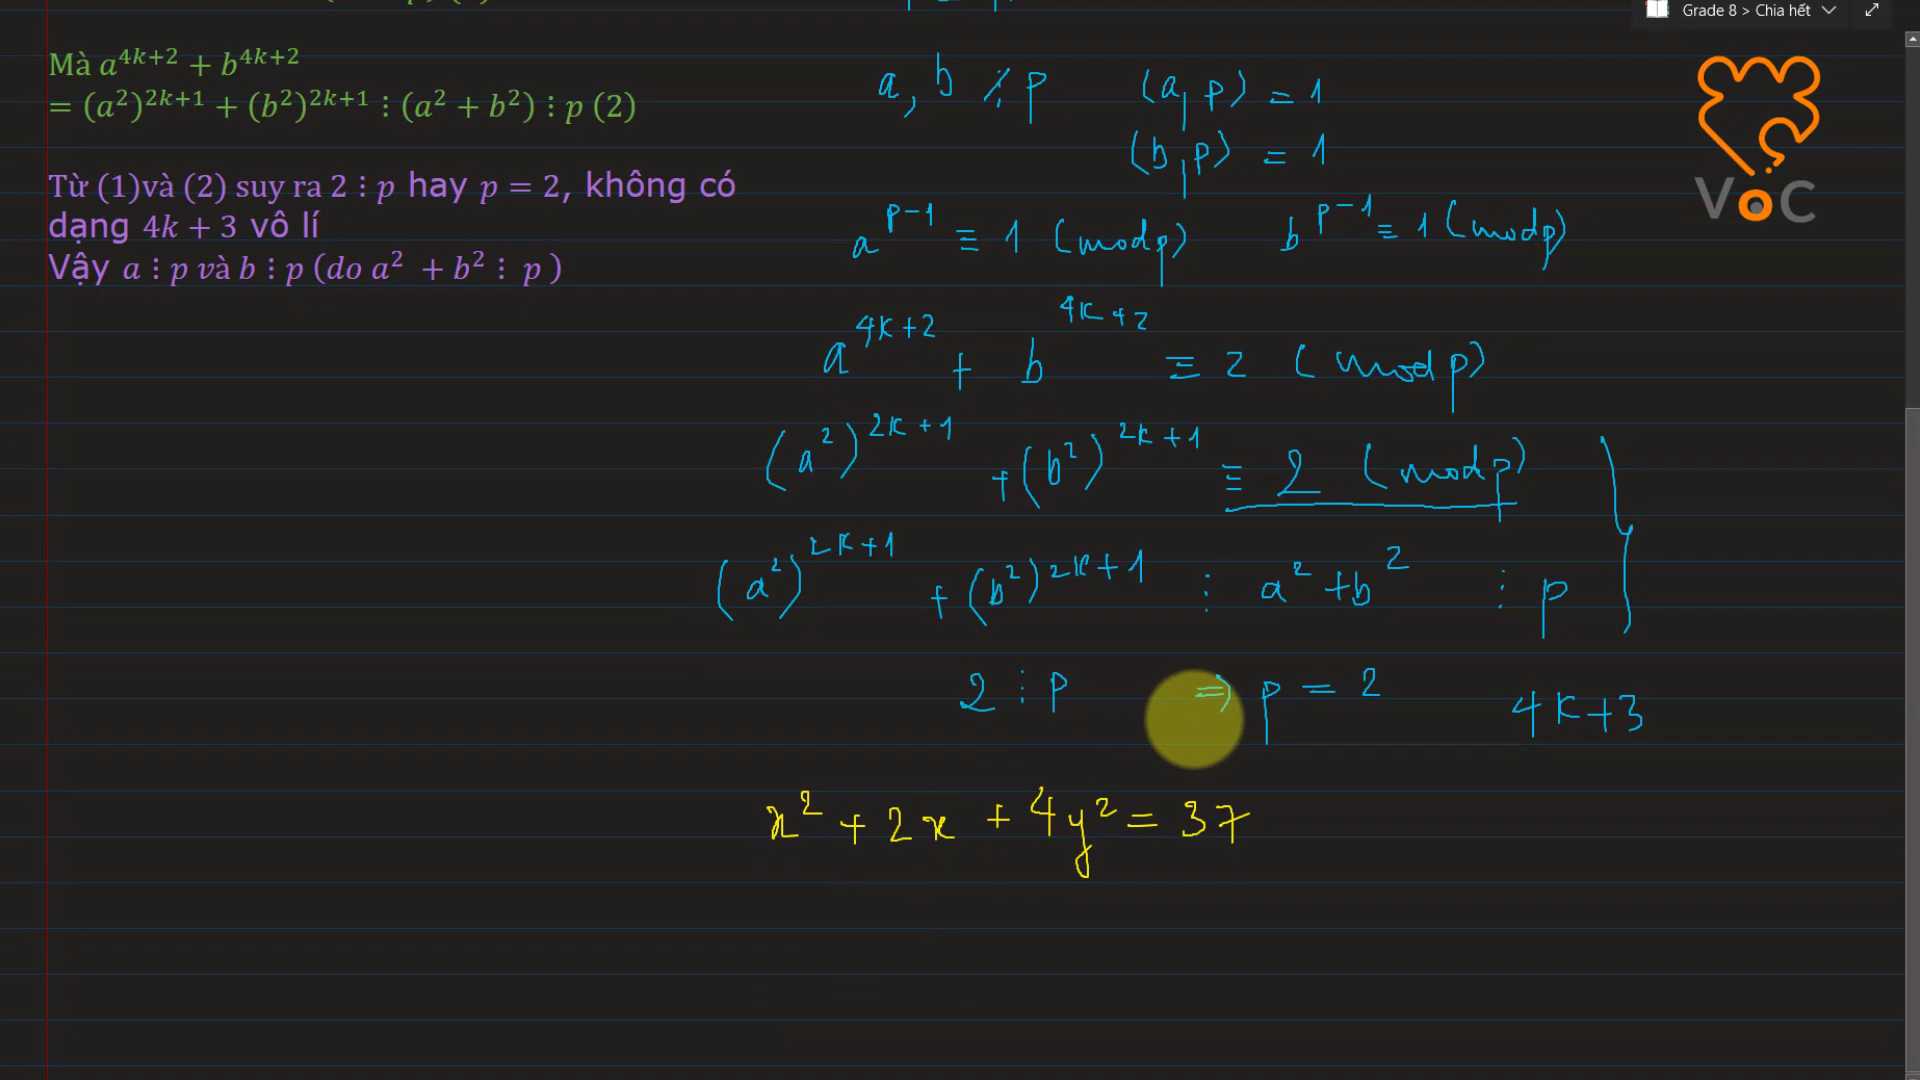 Grade 8 > Chia hết
Mà a^{4k+2} + b^{4k+2}
= (a²)^{2k+1} + (b²)^{2k+1} ⋮ (a² + b²) ⋮ p (2)
Từ (1)và (2) suy ra 2 ⋮ p hay p = 2, không có
dạng 4k + 3 vô lí
Vậy a ⋮ p và b ⋮ p (do a² + b² ⋮ p )
a, b ⋮̸ p (a, p) = 1
(b, p) = 1
a^{p-1} ≡ 1 (mod p) b^{p-1} ≡ 1 (mod p)
a^{4k+2} + b^{4k+2} ≡ 2 (mod p)
(a²)^{2k+1} + (b²)^{2k+1} ≡ 2 (mod p)
(a²)^{2k+1} + (b²)^{2k+1} ⋮ a² + b² ⋮ p
2 ⋮ p ⇒ p = 2 4k+3
x² + 2x + 4y² = 37
VOC